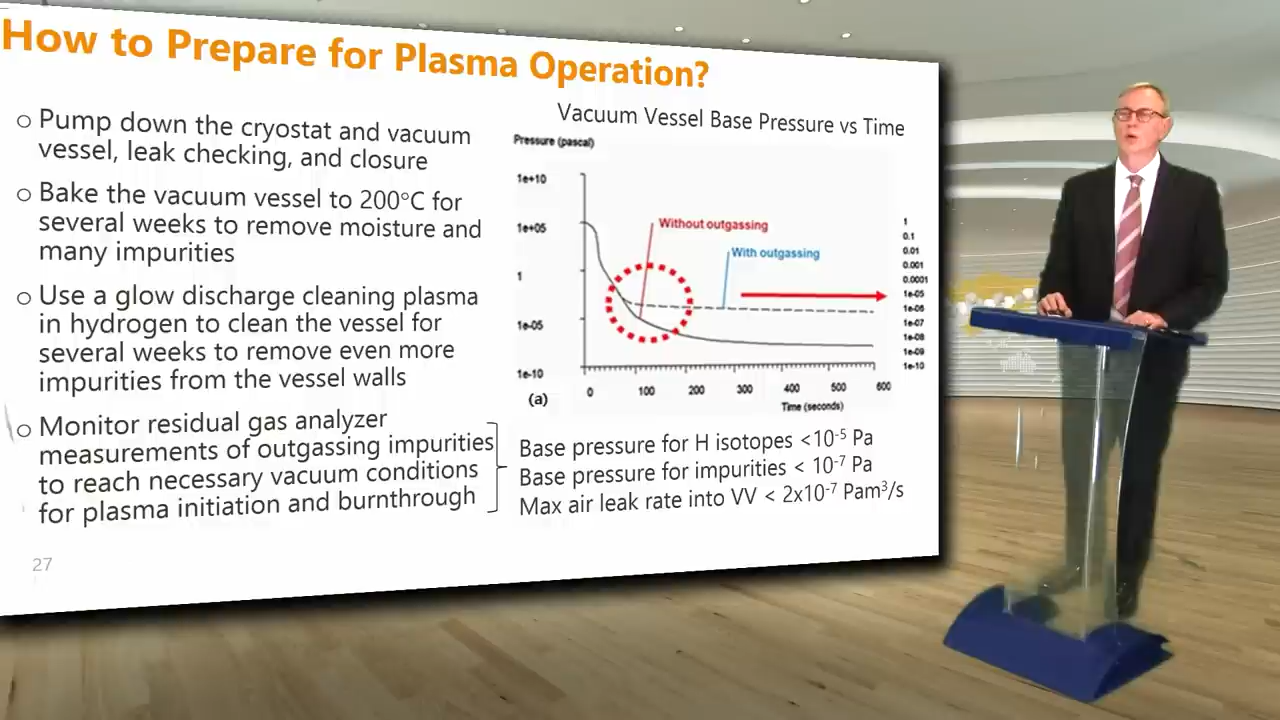 How to Prepare for Plasma Operation?
o Pump down the cryostat and vacuum
vessel, leak checking, and closure
o Bake the vacuum vessel to 200°C for
several weeks to remove moisture and
many impurities
o Use a glow discharge cleaning plasma
in hydrogen to clean the vessel for
several weeks to remove even more
impurities from the vessel walls
o Monitor residual gas analyzer
measurements of outgassing impurities
to reach necessary vacuum conditions
for plasma initiation and burnthrough
27
Vacuum Vessel Base Pressure vs Time
Pressure (pascal)
1e+10
1e+05
1
1e-05
1e-10
Without outgassing
With outgassing
1
0.1
0.01
0.001
0.0001
1e-05
1e-06
1e-07
1e-08
1e-09
1e-10
0
100
200
300
400
500
600
Time (seconds)
(a)
Base pressure for H isotopes <10⁻⁵ Pa
Base pressure for impurities < 10⁻⁷ Pa
Max air leak rate into VV < 2x10⁻⁷ Pam³/s